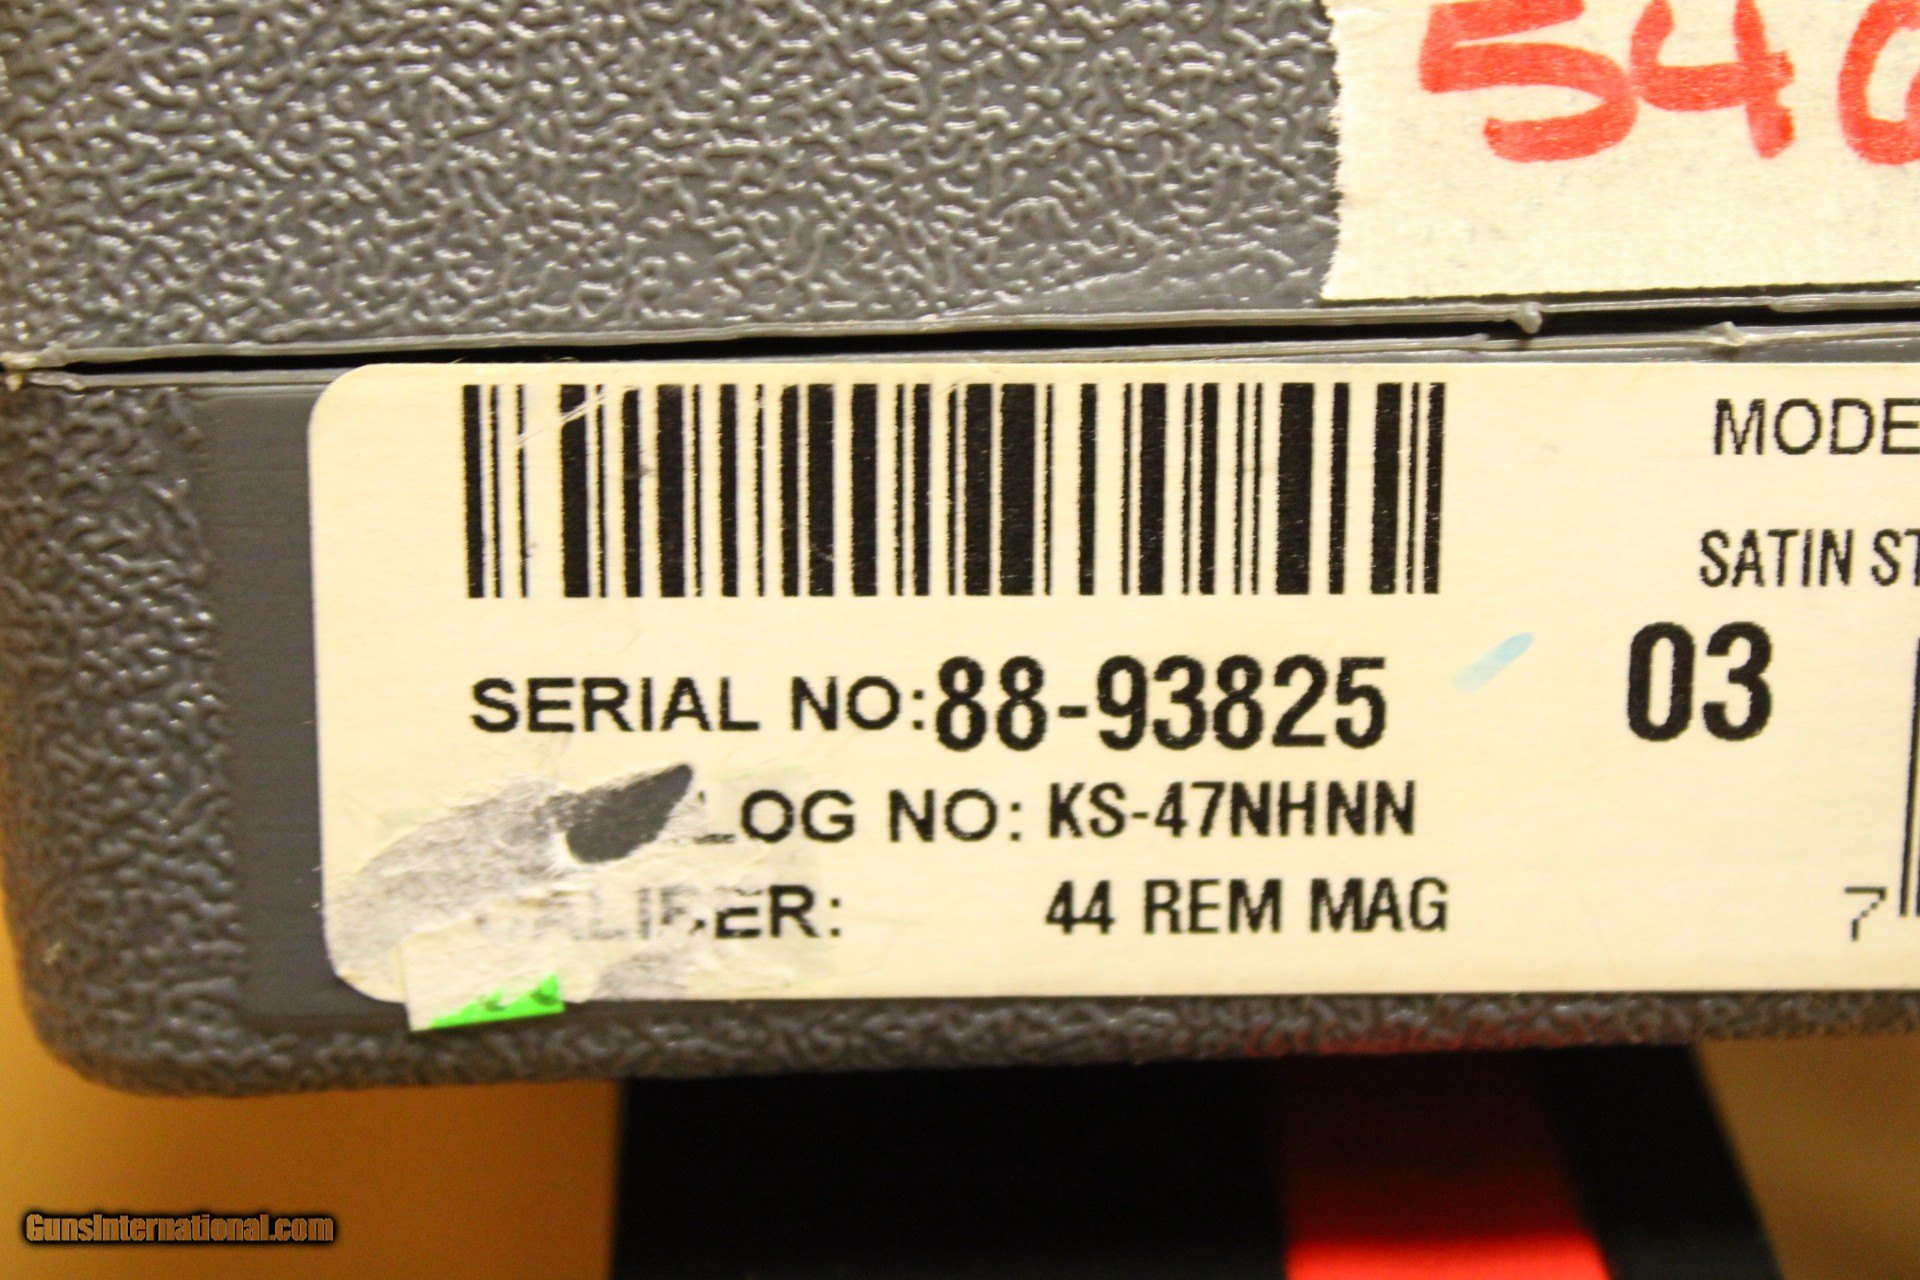 54
MODE
SATIN ST
SERIAL NO: 88-93825
03
LOG NO: KS-47NHNN
CALIBER: 44 REM MAG
7
GunsInternational.com